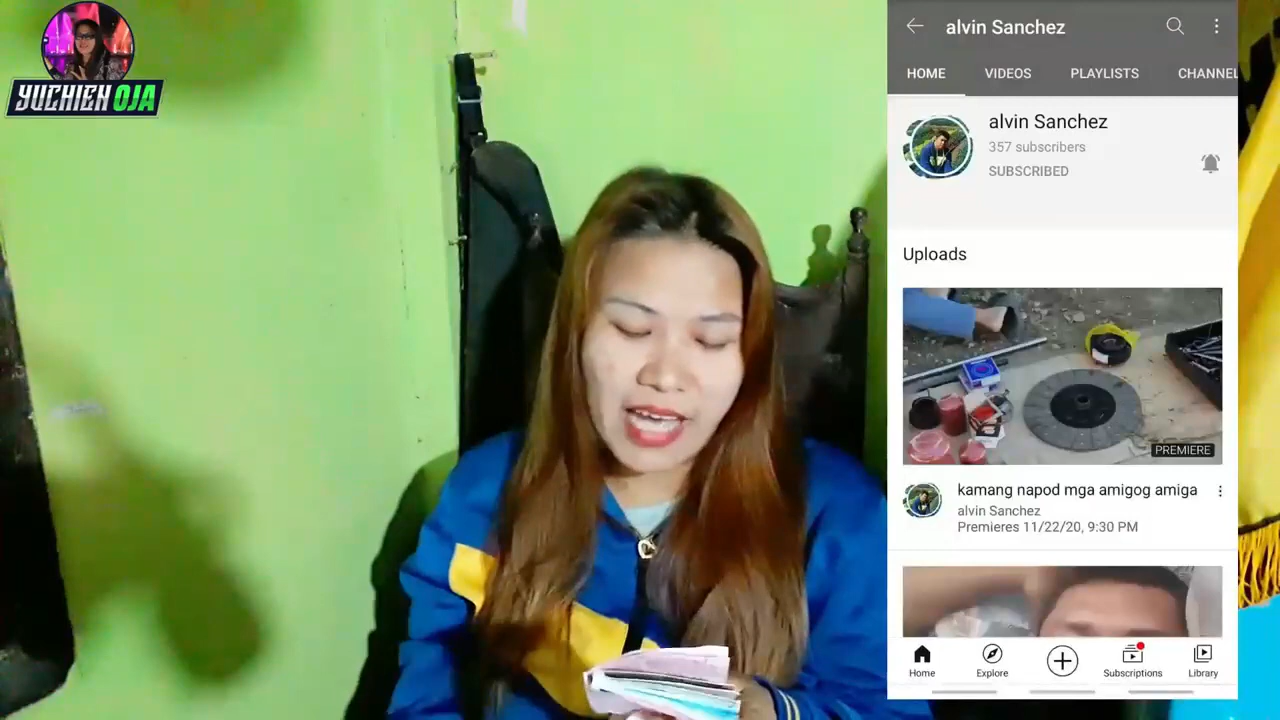 YUCHIEH OJA
alvin Sanchez
HOME VIDEOS PLAYLISTS CHANNEL
alvin Sanchez
357 subscribers
SUBSCRIBED
Uploads
PREMIERE
kamang napod mga amigog amiga
alvin Sanchez
Premieres 11/22/20, 9:30 PM
Home Explore Subscriptions Library